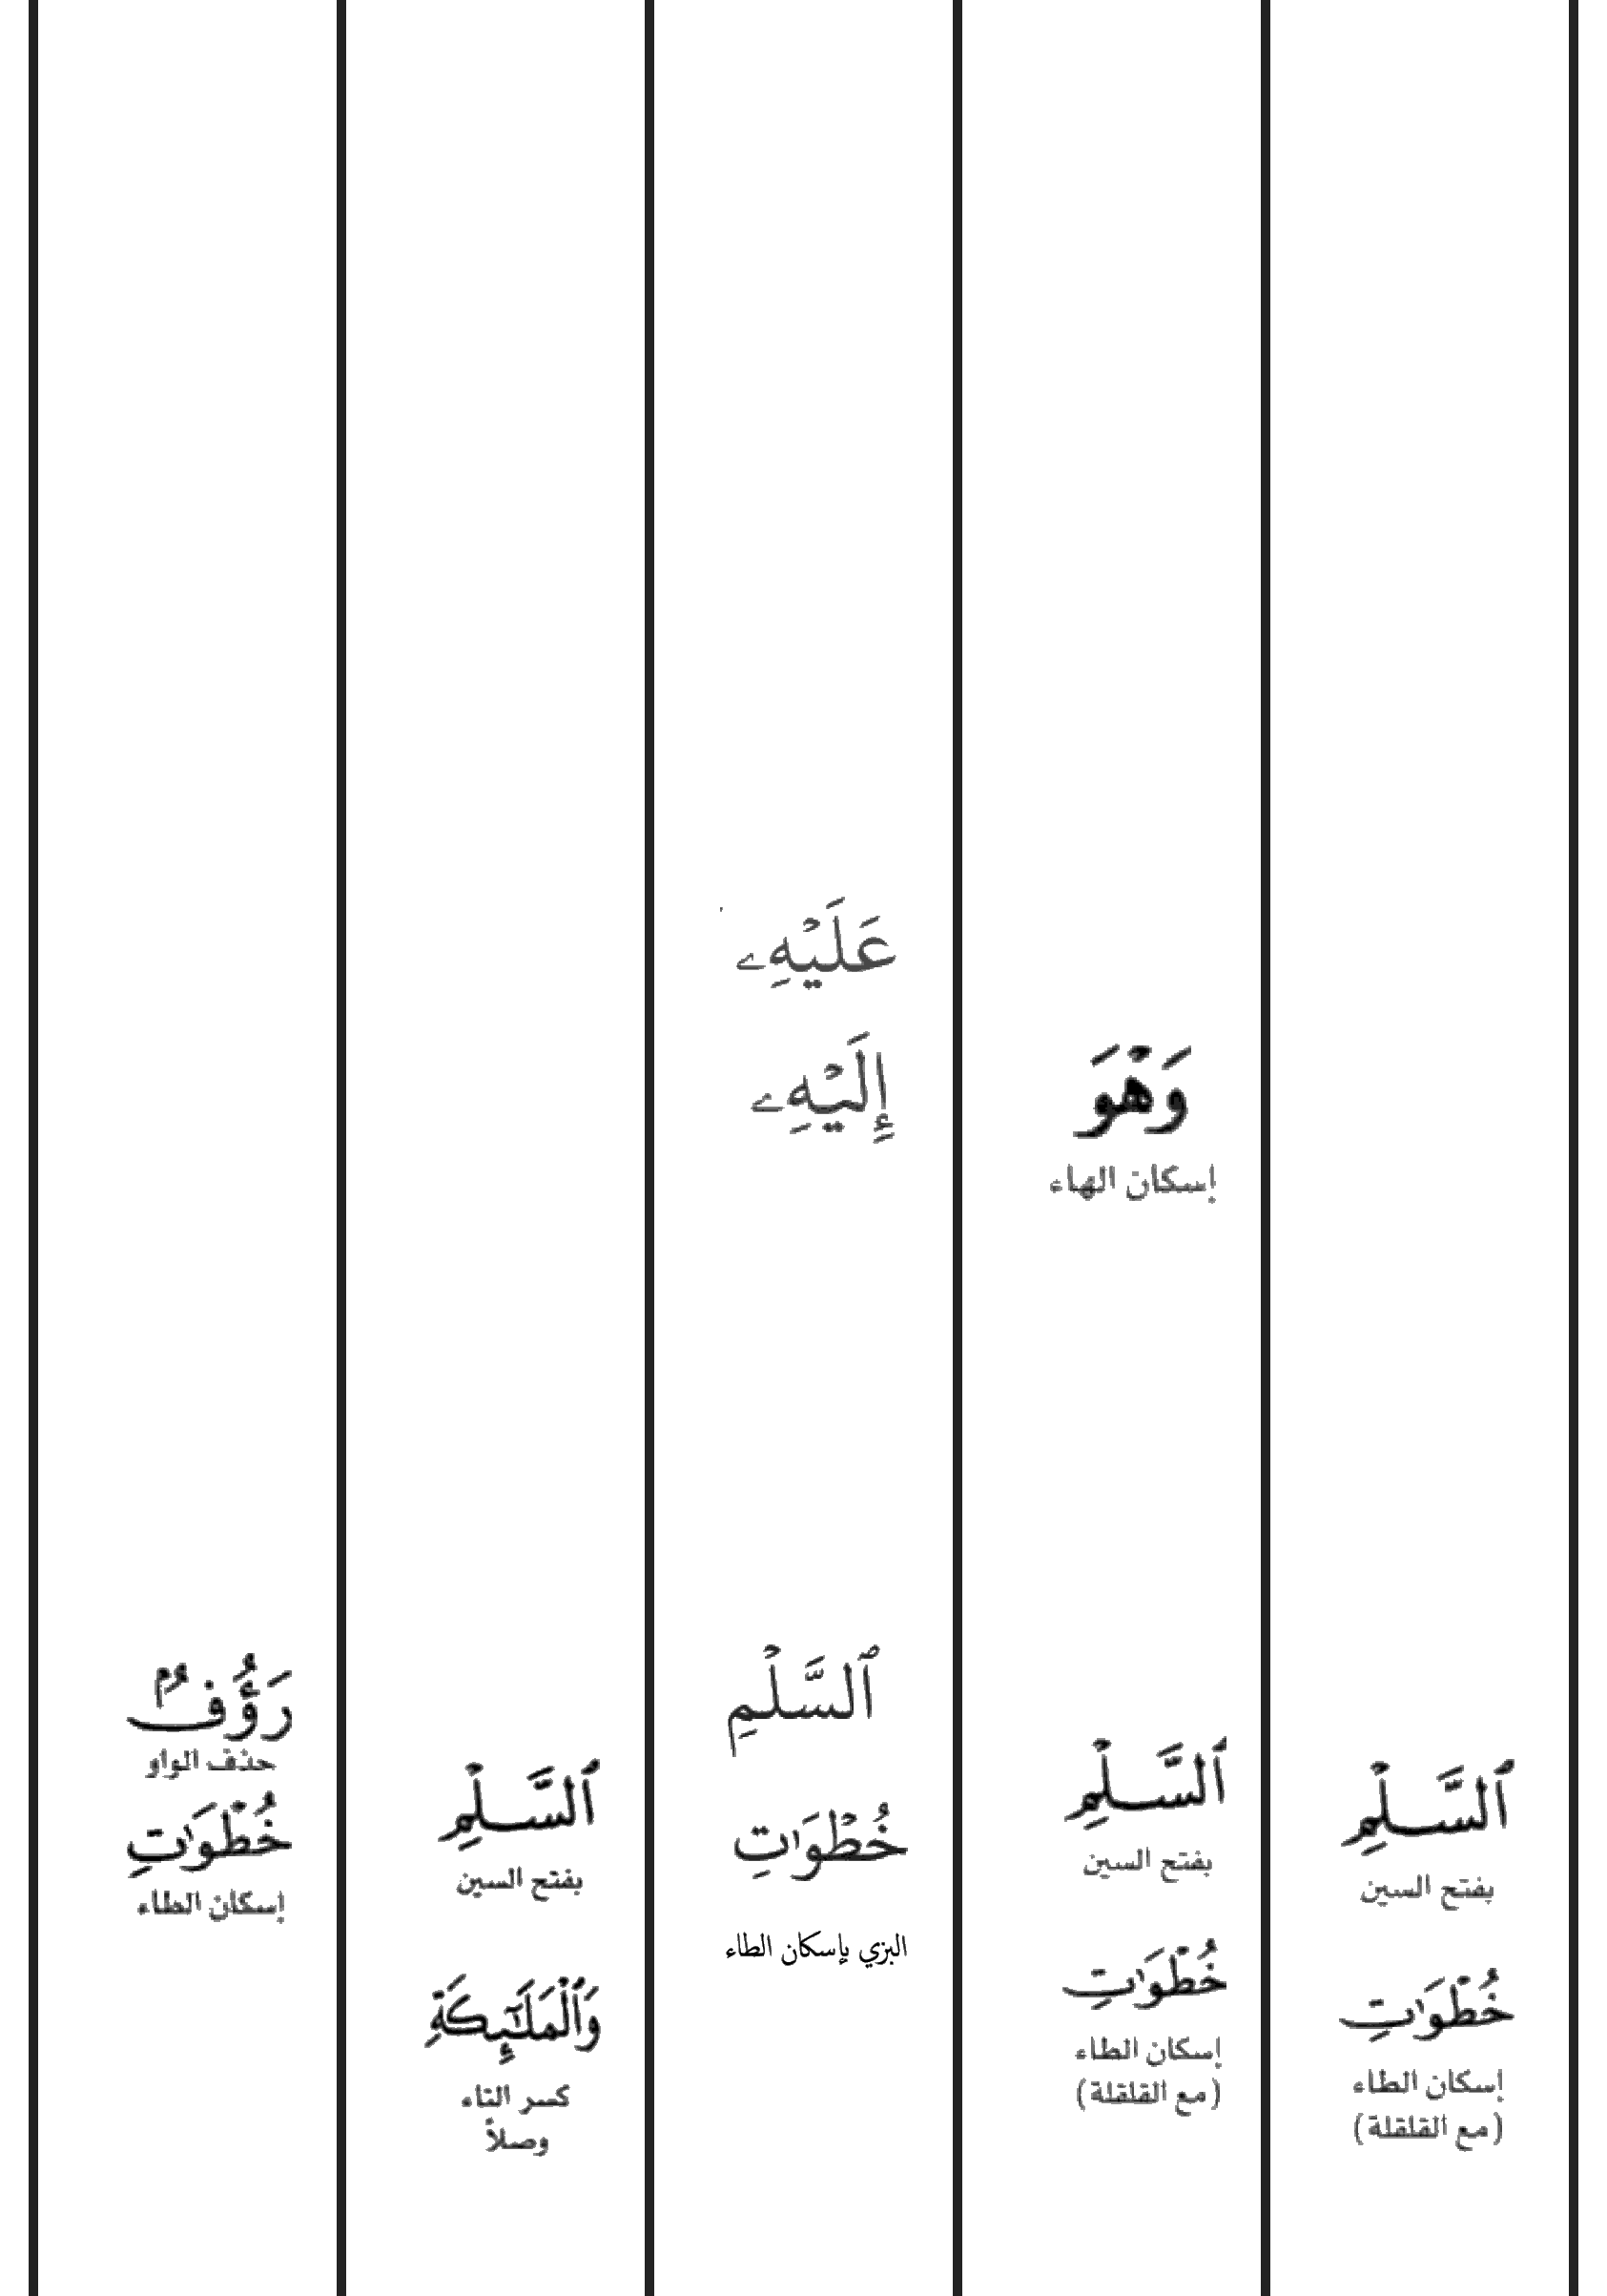 ٱلسَّلْمِ
بفتح السين
خُطْوَٰتِ
إسكان الطاء
(مع القلقلة)
وَهْوَ
إسكان الهاء
ٱلسَّلْمِ
بفتح السين
خُطْوَٰتِ
إسكان الطاء
(مع القلقلة)
عَلَيْهِے
إِلَيْهِے
ٱلسَّلْمِ
خُطْوَٰتِ
البزي بإسكان الطاء
ٱلسَّلْمِ
بفتح السين
وَٱلْمَلَٰٓئِكَةِ
كسر التاء
وصلاً
رَؤُفٌۢ
حذف الواو
خُطْوَٰتِ
إسكان الطاء